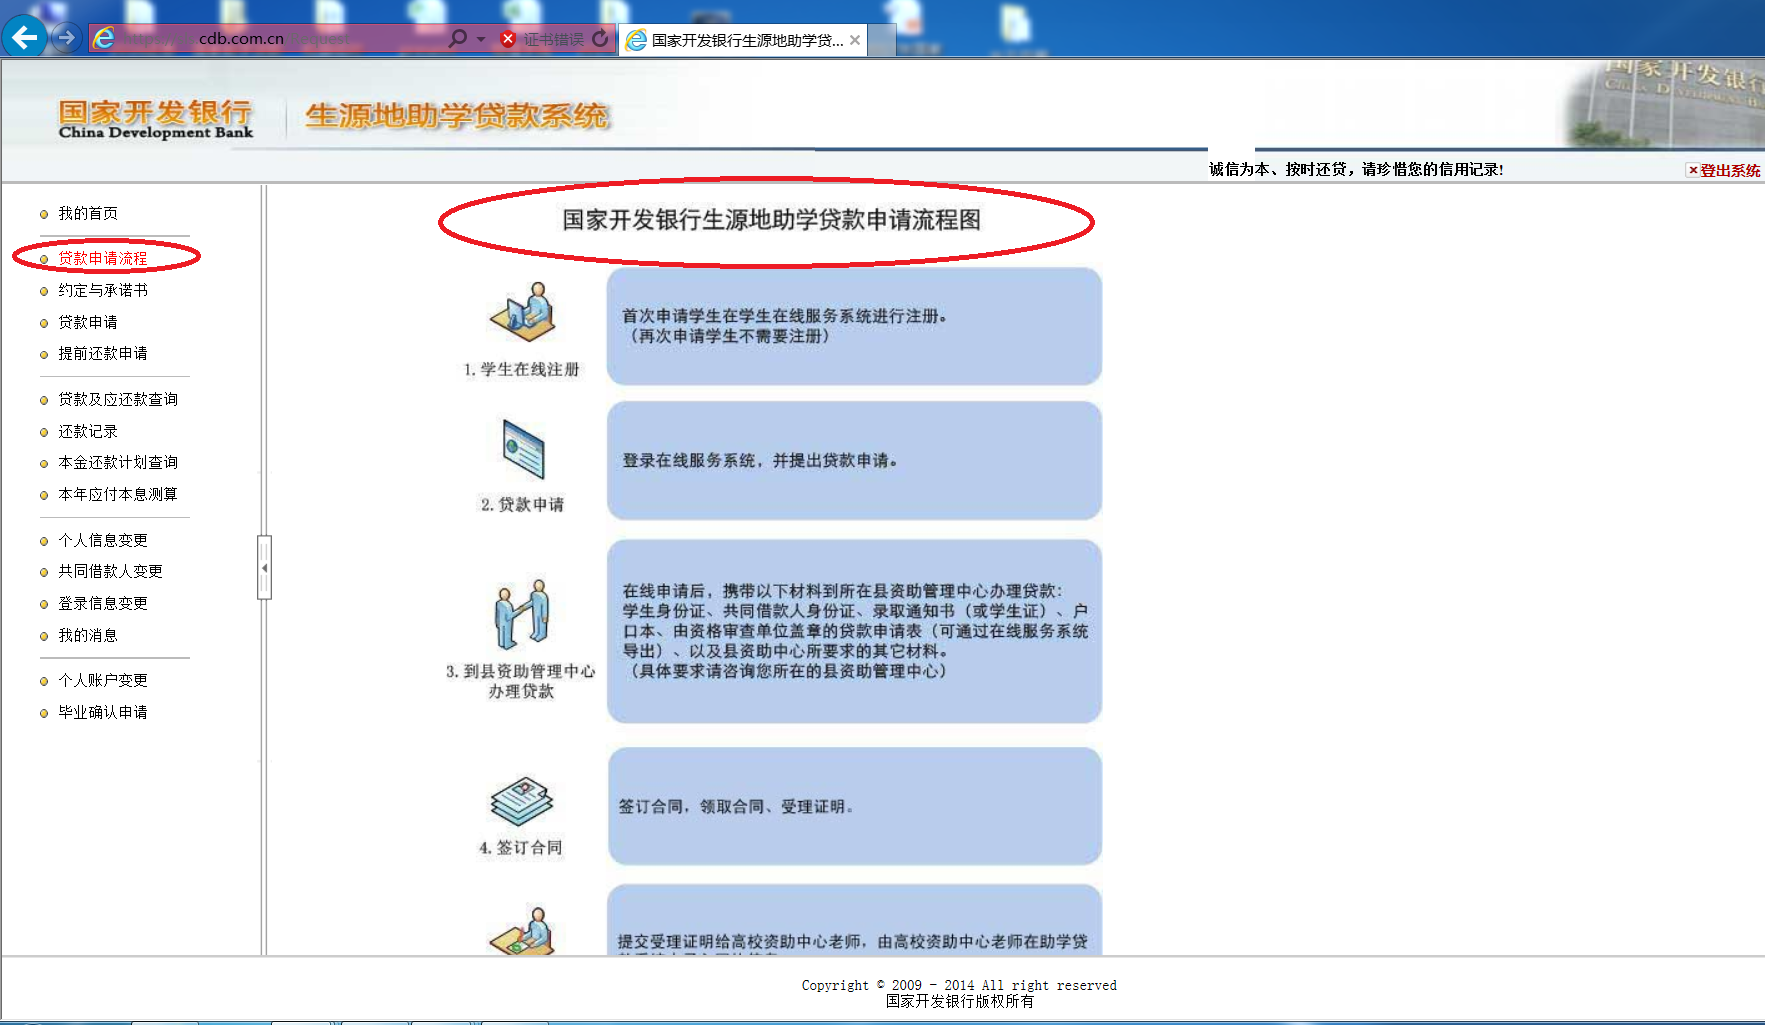 cdb.com.cn
证书错误
国家开发银行生源地助学贷...
国家开发银行
China Development Bank
生源地助学贷款系统
诚信为本、按时还贷，请珍惜您的信用记录!
登出系统
我的首页
贷款申请流程
约定与承诺书
贷款申请
提前还款申请
贷款及应还款查询
还款记录
本金还款计划查询
本年应付本息测算
个人信息变更
共同借款人变更
登录信息变更
我的消息
个人账户变更
毕业确认申请
国家开发银行生源地助学贷款申请流程图
1.学生在线注册
首次申请学生在学生在线服务系统进行注册。
（再次申请学生不需要注册）
2.贷款申请
登录在线服务系统，并提出贷款申请。
3.到县资助管理中心
办理贷款
在线申请后，携带以下材料到所在县资助管理中心办理贷款：
学生身份证、共同借款人身份证、录取通知书（或学生证）、户
口本、由资格审查单位盖章的贷款申请表（可通过在线服务系统
导出）、以及县资助中心所要求的其它材料。
（具体要求请咨询您所在的县资助管理中心）
4.签订合同
签订合同，领取合同、受理证明。
提交受理证明给高校资助中心老师，由高校资助中心老师在助学贷
Copyright © 2009 - 2014 All right reserved
国家开发银行版权所有